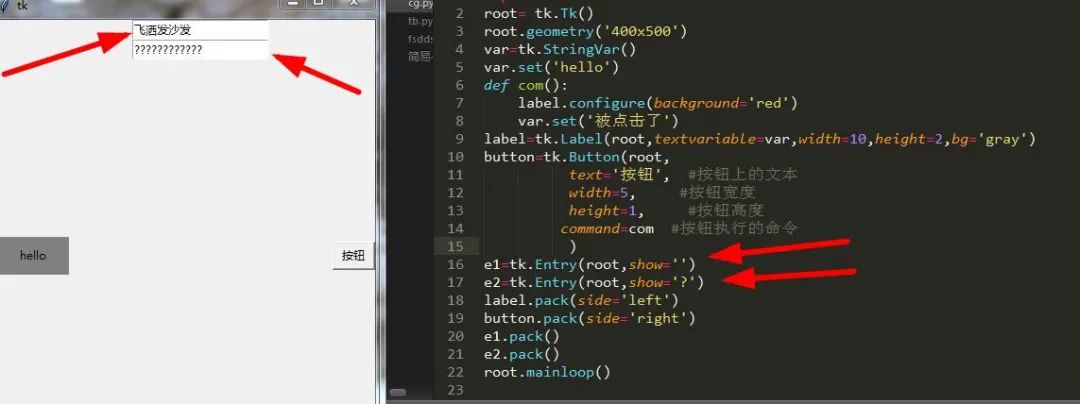 tk
飞洒发沙发
????????????
hello
按钮
cg.py
tb.py
fsdds
简易
2 root= tk.Tk()
3 root.geometry('400x500')
4 var=tk.StringVar()
5 var.set('hello')
6 def com():
7 label.configure(background='red')
8 var.set('被点击了')
9 label=tk.Label(root,textvariable=var,width=10,height=2,bg='gray')
10 button=tk.Button(root,
11 text='按钮', #按钮上的文本
12 width=5, #按钮宽度
13 height=1, #按钮高度
14 command=com #按钮执行的命令
15 )
16 e1=tk.Entry(root,show='')
17 e2=tk.Entry(root,show='?')
18 label.pack(side='left')
19 button.pack(side='right')
20 e1.pack()
21 e2.pack()
22 root.mainloop()
23